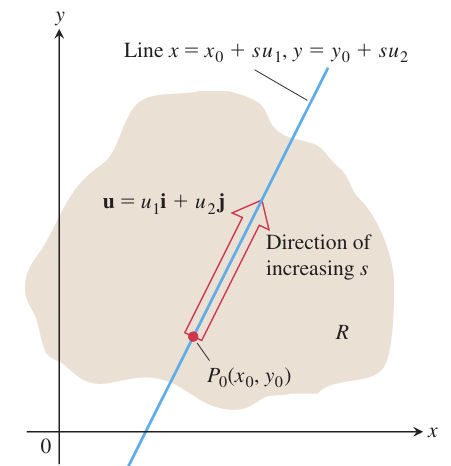 y
Line x = x₀ + su₁, y = y₀ + su₂
u = u₁i + u₂j
Direction of
increasing s
R
P₀(x₀, y₀)
x
0